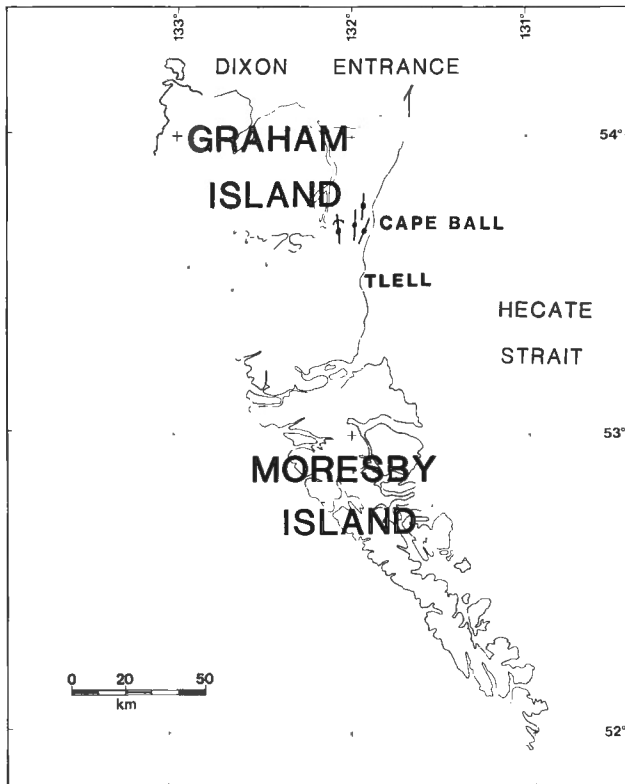 133°
132°
131°
DIXON ENTRANCE
54°
GRAHAM
ISLAND
CAPE BALL
TLELL
HECATE
STRAIT
53°
MORESBY
ISLAND
0 20 50
km
52°